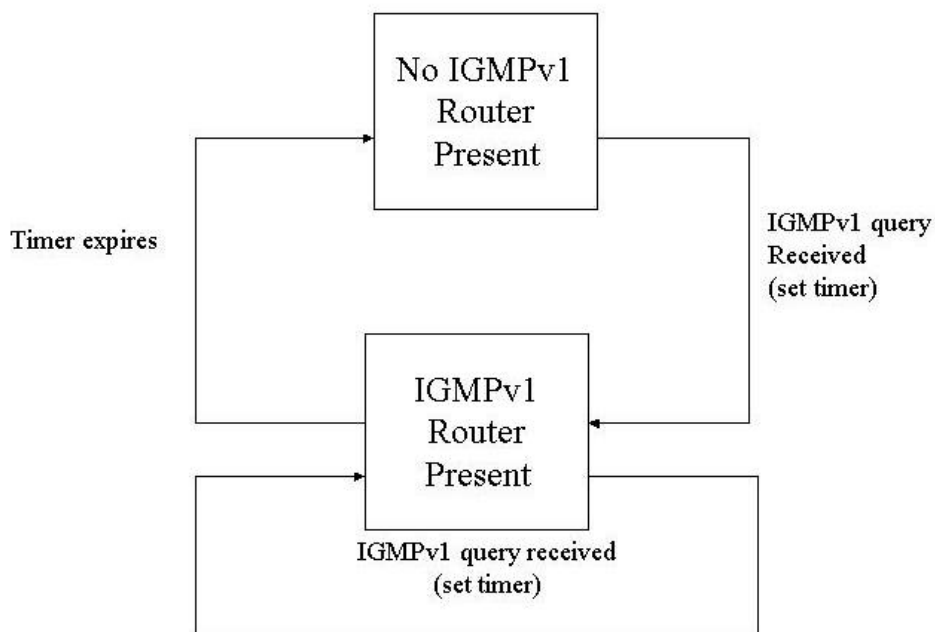 No IGMPv1
Router
Present
Timer expires
IGMPv1 query
Received
(set timer)
IGMPv1
Router
Present
IGMPv1 query received
(set timer)